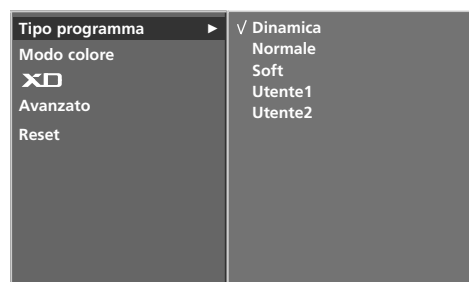 Tipo programma ►
Modo colore
XD
Avanzato
Reset
√ Dinamica
Normale
Soft
Utente1
Utente2